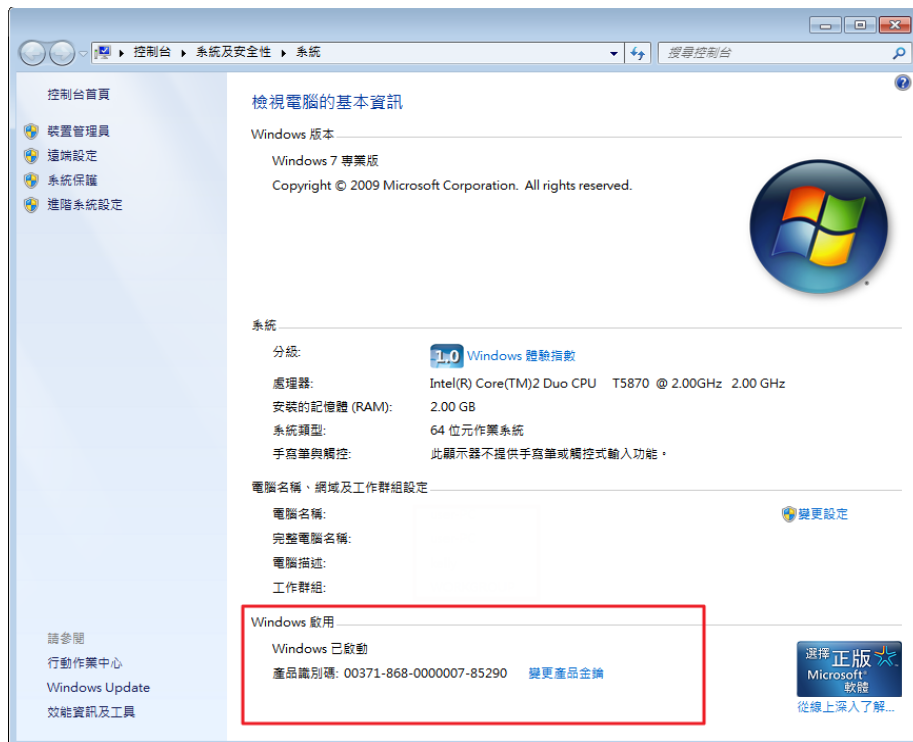 控制台 系統及安全性 系統
搜尋控制台
控制台首頁
裝置管理員
遠端設定
系統保護
進階系統設定
檢視電腦的基本資訊
Windows 版本
Windows 7 專業版
Copyright © 2009 Microsoft Corporation. All rights reserved.
系統
分級:
1.0 Windows 體驗指數
處理器:
Intel(R) Core(TM)2 Duo CPU T5870 @ 2.00GHz 2.00 GHz
安裝的記憶體 (RAM):
2.00 GB
系統類型:
64 位元作業系統
手寫筆與觸控:
此顯示器不提供手寫筆或觸控式輸入功能。
電腦名稱、網域及工作群組設定
電腦名稱:
變更設定
完整電腦名稱:
電腦描述:
工作群組:
Windows 啟用
Windows 已啟動
產品識別碼: 00371-868-0000007-85290 變更產品金鑰
選擇正版
Microsoft®
軟體
從線上深入了解...
請參閱
行動作業中心
Windows Update
效能資訊及工具